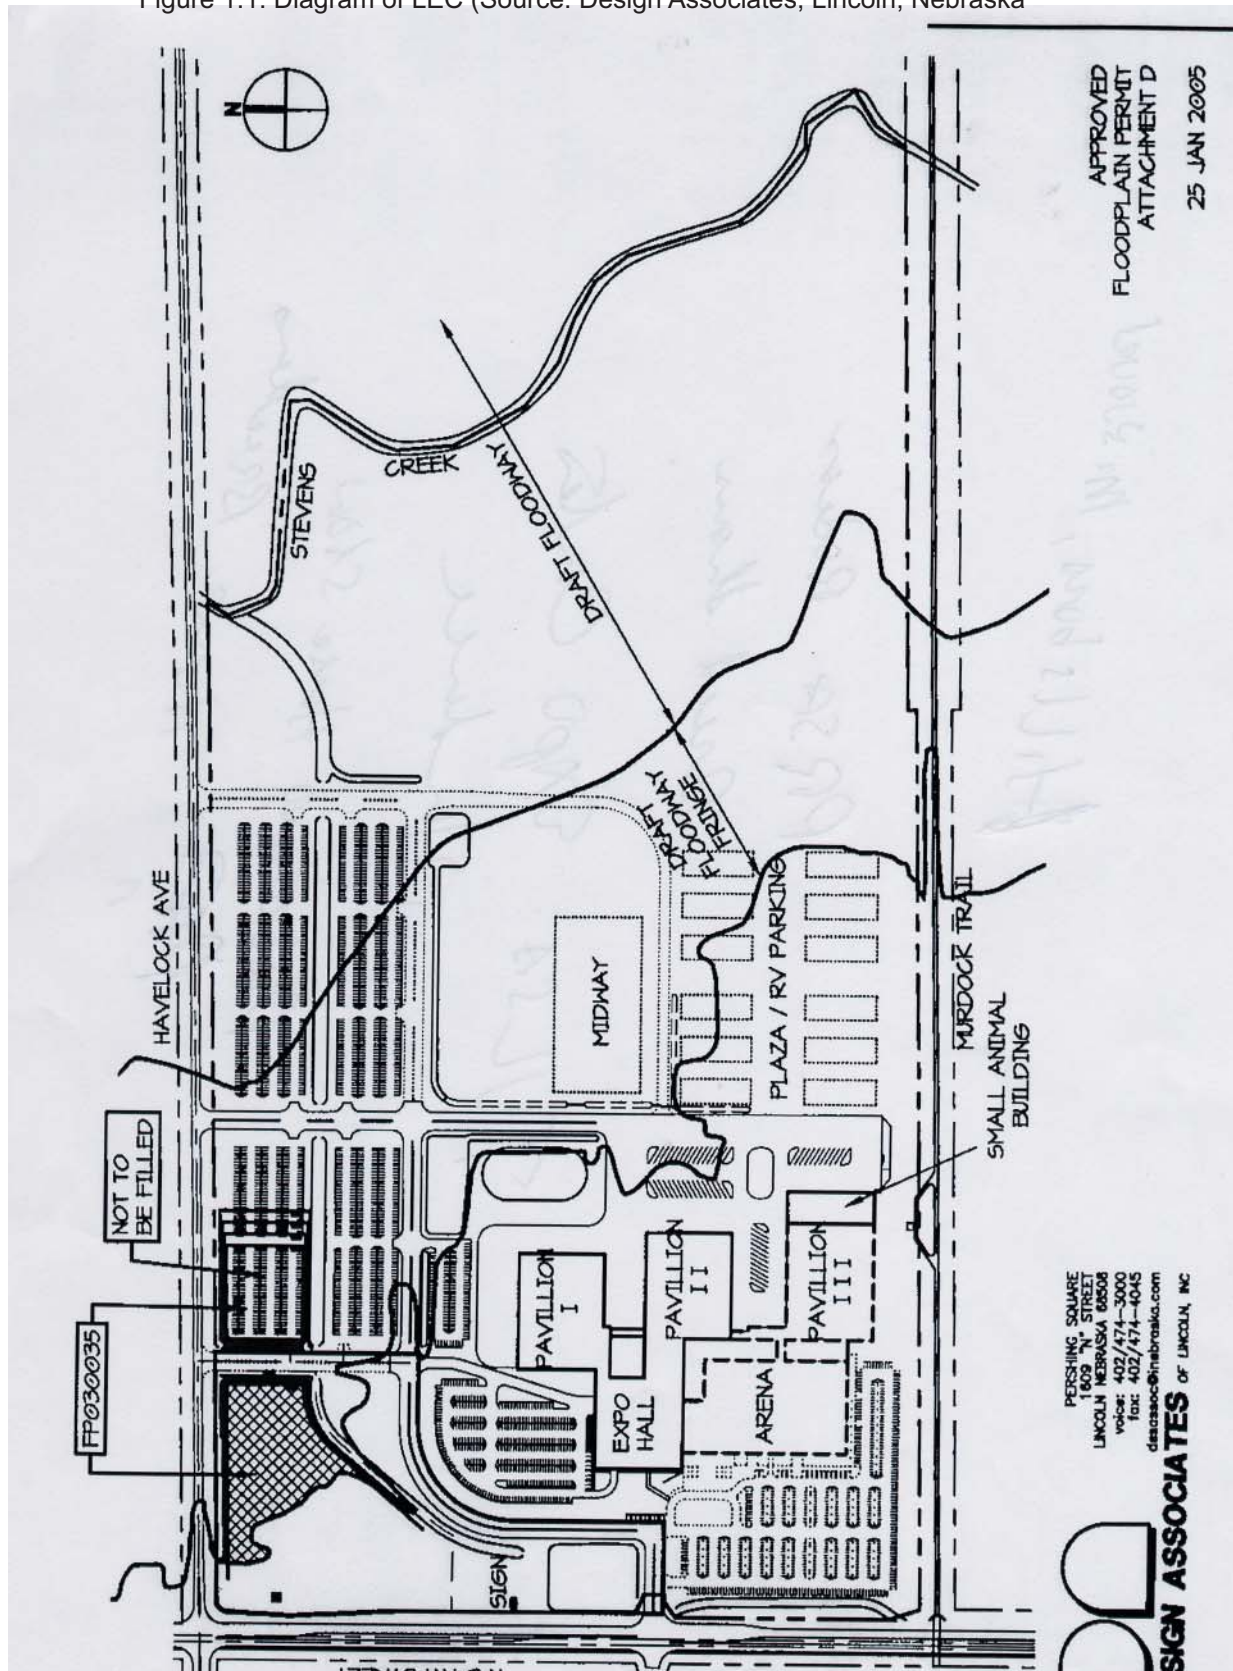 Figure 1.1. Diagram of LEC (Source: Design Associates, Lincoln, Nebraska
N
APPROVED
FLOODPLAIN PERMIT
ATTACHMENT D
25 JAN 2005
HAVELOCK AVE
STEVENS
CREEK
DRAFT FLOODWAY
DRAFT
FLOODWAY
FRINGE
MIDWAY
PLAZA / RV PARKING
MURDOCK TRAIL
SMALL ANIMAL
BUILDING
NOT TO
BE FILLED
FP030035
PAVILLION
I
PAVILLION
II
PAVILLION
III
EXPO
HALL
ARENA
SIGN
PERSHING SQUARE
1609 "N" STREET
LINCOLN NEBRASKA 68508
voice: 402/474-3000
fax: 402/474-4045
desassoc@inebraska.com
SIGN ASSOCIATES OF LINCOLN, INC